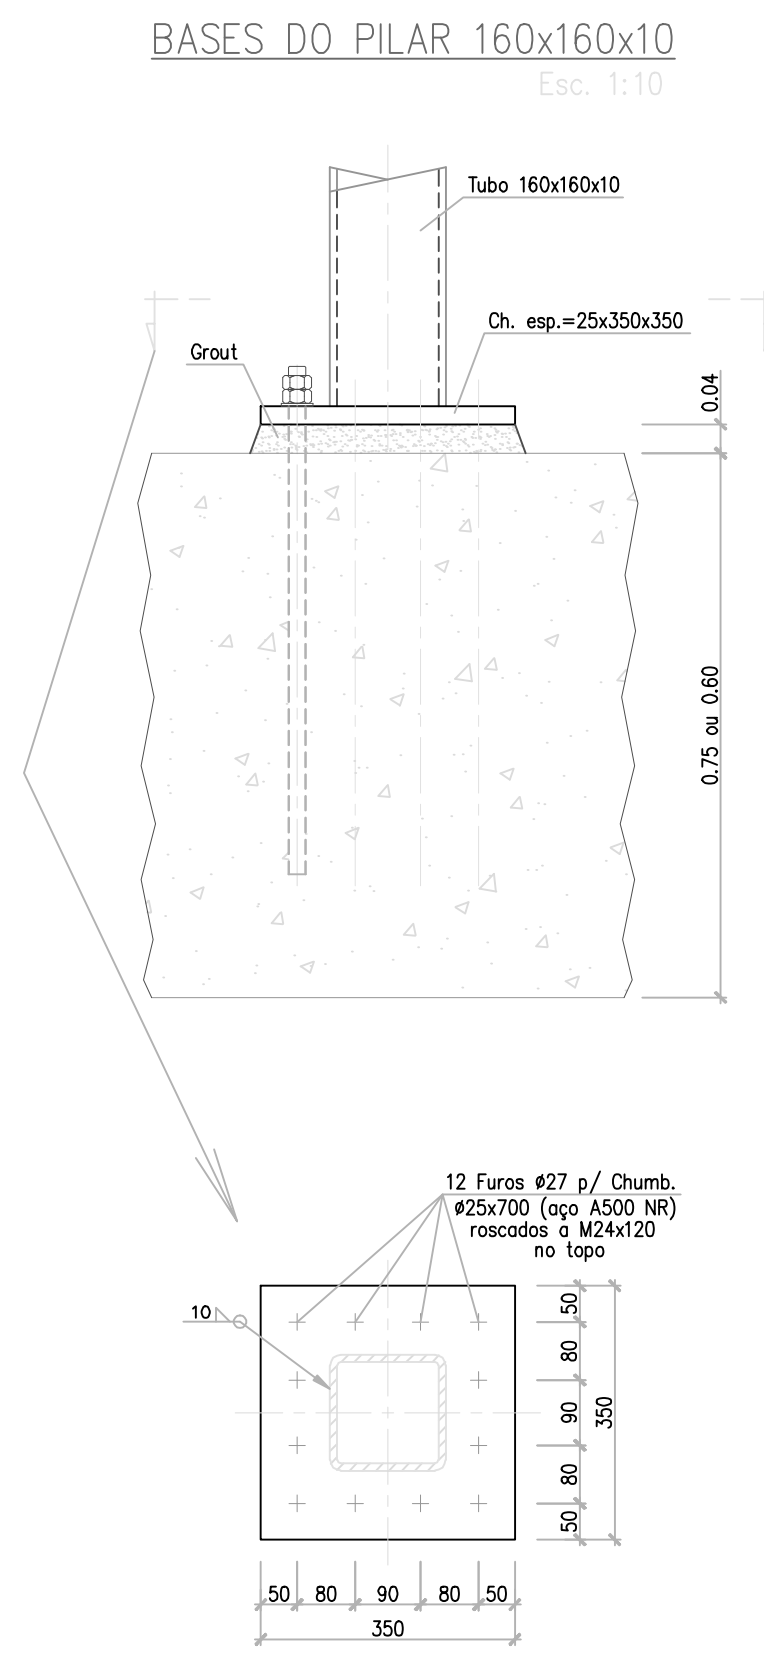 BASES DO PILAR 160x160x10
Esc. 1:10
Tubo 160x160x10
Ch. esp.=25x350x350
Grout
0.04
0.75 ou 0.60
12 Furos ø27 p/ Chumb.
ø25x700 (aço A500 NR)
roscados a M24x120
no topo
10
50
80
90
80
50
350
50
80
90
80
50
350